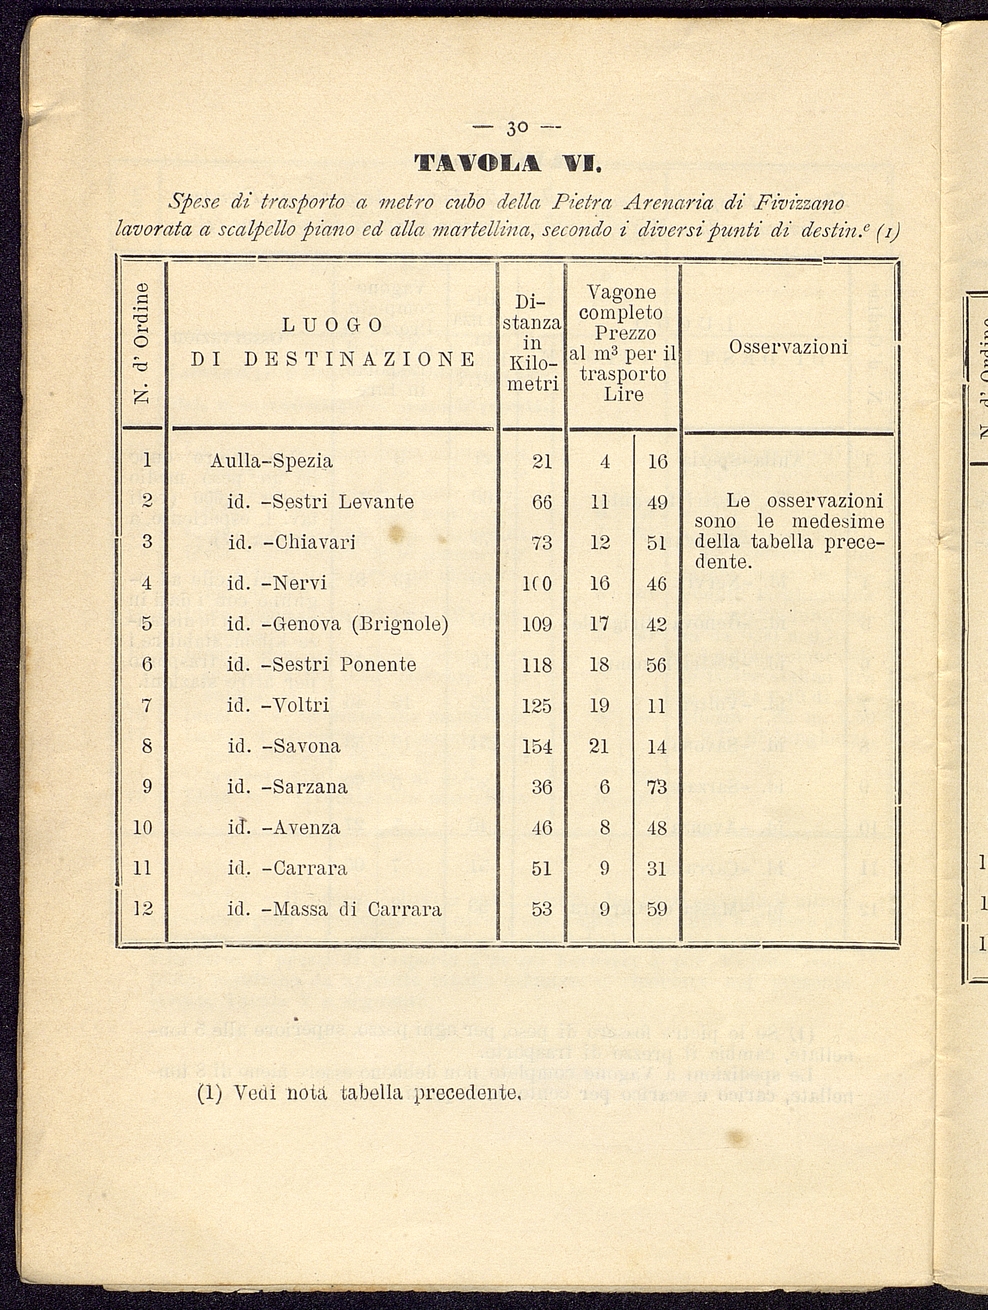 — 30 —
TAVOLA VI.
Spese di trasporto a metro cubo della Pietra Arenaria di Fivizzano
lavorata a scalpello piano ed alla martellina, secondo i diversi punti di destin.e (1)
N. d' Ordine
LUOGO
DI DESTINAZIONE
Di-
stanza
in
Kilo-
metri
Vagone
completo
Prezzo
al m³ per il
trasporto
Lire
Osservazioni
1 Aulla-Spezia 21 4 16
2 id. -Sestri Levante 66 11 49
3 id. -Chiavari 73 12 51
4 id. -Nervi 100 16 46
5 id. -Genova (Brignole) 109 17 42
6 id. -Sestri Ponente 118 18 56
7 id. -Voltri 125 19 11
8 id. -Savona 154 21 14
9 id. -Sarzana 36 6 73
10 id. -Avenza 46 8 48
11 id. -Carrara 51 9 31
12 id. -Massa di Carrara 53 9 59
Le osservazioni
sono le medesime
della tabella prece-
dente.
(1) Vedi nota tabella precedente.
N. d' Ordine